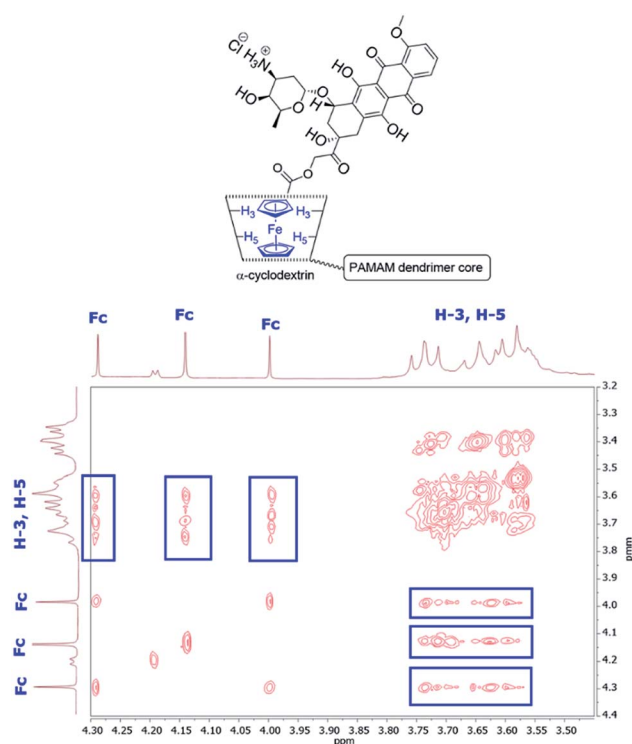 O
Cl⊖ H3N⊕
O
OH
HO
O
O
H
O
O
OH
HO
O
O
O
H3
H3
Fe
H5
H5
α-cyclodextrin
PAMAM dendrimer core
Fc
Fc
Fc
H-3, H-5
H-3, H-5
Fc
Fc
Fc
3.2
3.3
3.4
3.5
3.6
3.7
3.8
3.9
4.0
4.1
4.2
4.3
4.4
pmm
4.30 4.25 4.20 4.15 4.10 4.05 4.00 3.95 3.90 3.85 3.80 3.75 3.70 3.65 3.60 3.55 3.50
ppm